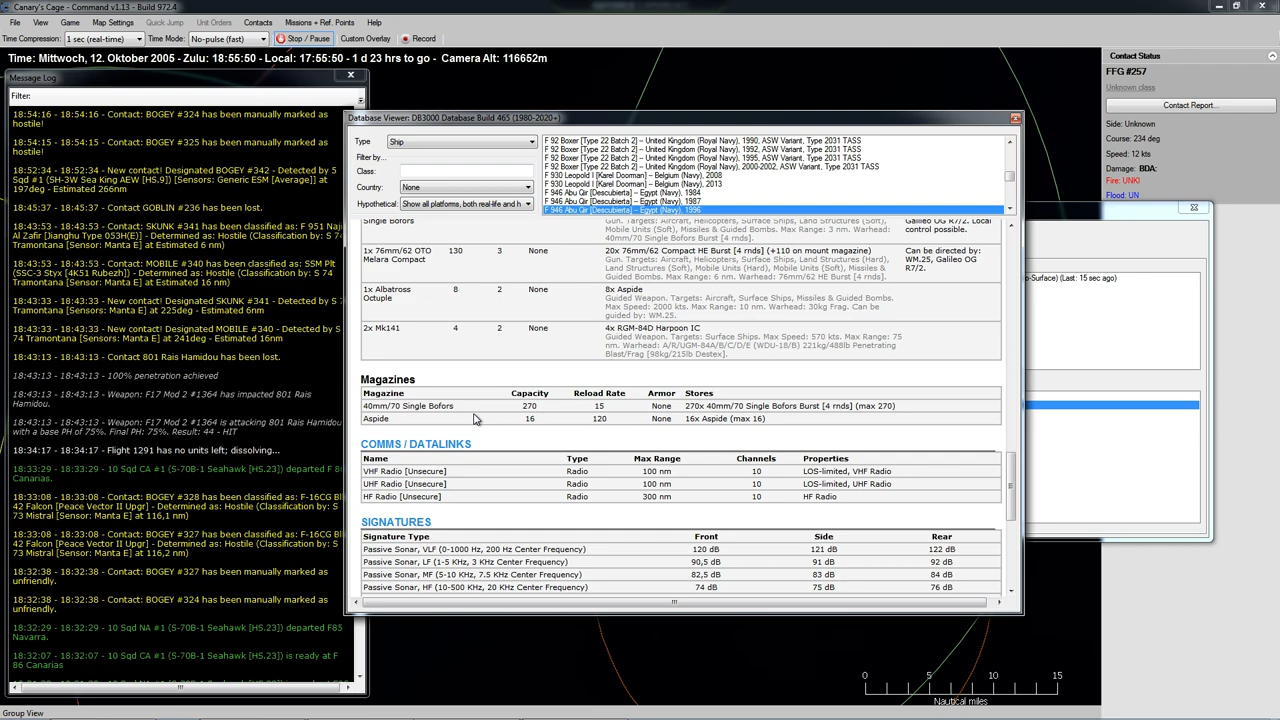 Canary's Cage - Command v1.13 - Build 972.4
File View Game Map Settings Quick Jump Unit Orders Contacts Missions + Ref. Points Help
Time Compression: 1 sec (real-time) Time Mode: No-pulse (fast) Stop / Pause Custom Overlay Record
Time: Mittwoch, 12. Oktober 2005 - Zulu: 18:55:50 - Local: 17:55:50 - 1 d 23 hrs to go - Camera Alt: 116652m
Message Log
Filter:
18:54:16 - 18:54:16 - Contact: BOGEY #324 has been manually marked as
hostile!
18:54:15 - 18:54:15 - Contact: BOGEY #325 has been manually marked as
hostile!
18:52:34 - 18:52:34 - New contact! Designated BOGEY #342 - Detected by
Sqd #1 (SH-3W Sea King AEW [HS.9]) [Sensors: Generic ESM [Average]] at
197deg - Estimated 266nm
18:45:37 - 18:45:37 - Contact GOBLIN #236 has been lost.
18:43:53 - 18:43:53 - Contact: SKUNK #341 has been classified as: F 951 Naj
Al Zafir [Jianghu Type 053H(E)] - Determined as: Hostile (Classification by: S 7
Tramontana [Sensor: Manta E] at Estimated 6 nm)
18:43:53 - 18:43:53 - Contact: MOBILE #340 has been classified as: SSM Plt
(SSC-3 Styx [4K51 Rubezh]) - Determined as: Hostile (Classification by: S 74
Tramontana [Sensor: Manta E] at Estimated 16 nm)
18:43:33 - 18:43:33 - New contact! Designated SKUNK #341 - Detected by S 7
Tramontana [Sensors: Manta E] at 225deg - Estimated 6nm
18:43:33 - 18:43:33 - New contact! Designated MOBILE #340 - Detected by S
74 Tramontana [Sensors: Manta E] at 241deg - Estimated 16nm
18:43:13 - 18:43:13 - Contact 801 Rais Hamidou has been lost.
18:43:13 - 18:43:13 - 100% penetration achieved
18:43:13 - 18:43:13 - Weapon: F17 Mod 2 #1364 has impacted 801 Rais
Hamidou.
18:43:13 - 18:43:13 - Weapon: F17 Mod 2 #1364 is attacking 801 Rais Hamidou
with a base PH of 75%. Final PH: 75%. Result: 44 - HIT
18:34:17 - 18:34:17 - Flight 1291 has no units left; dissolving...
18:33:29 - 18:33:29 - 10 Sqd CA #1 (S-70B-1 Seahawk [HS.23]) departed F 8
Canarias.
18:33:08 - 18:33:08 - Contact: BOGEY #326 has been classified as: F-16CG Bl
42 Falcon [Peace Vector II Upgr] - Determined as: Hostile (Classification by: S
73 Mistral [Sensor: Manta E] at 116,1 nm)
18:33:08 - 18:33:08 - Contact: BOGEY #327 has been classified as: F-16CG Bl
42 Falcon [Peace Vector II Upgr] - Determined as: Hostile (Classification by: S
73 Mistral [Sensor: Manta E] at 116,2 nm)
18:32:38 - 18:32:38 - Contact: BOGEY #327 has been manually marked as
unfriendly.
18:32:38 - 18:32:38 - Contact: BOGEY #324 has been manually marked as
unfriendly.
18:32:29 - 18:32:29 - 10 Sqd NA #1 (S-70B-1 Seahawk [HS.23]) departed F85
Navarra.
18:32:07 - 18:32:07 - 10 Sqd CA #1 (S-70B-1 Seahawk [HS.23]) is ready at F
86 Canarias
Database Viewer: DB3000 Database Build 465 (1980-2020+)
Type Ship
Filter by...
Class:
Country: None
Hypothetical: Show all platforms, both real-life and h
F 92 Boxer [Type 22 Batch 2] -- United Kingdom (Royal Navy), 1990, ASW Variant, Type 2031 TASS
F 92 Boxer [Type 22 Batch 2] -- United Kingdom (Royal Navy), 1992, ASW Variant, Type 2031 TASS
F 92 Boxer [Type 22 Batch 2] -- United Kingdom (Royal Navy), 1995, ASW Variant, Type 2031 TASS
F 92 Boxer [Type 22 Batch 2] -- United Kingdom (Royal Navy), 2000-2002, ASW Variant, Type 2031 TASS
F 930 Leopold I [Karel Doorman] -- Belgium (Navy), 2008
F 930 Leopold I [Karel Doorman] -- Belgium (Navy), 2013
F 946 Abu Qir [Descubierta] -- Egypt (Navy), 1984
F 946 Abu Qir [Descubierta] -- Egypt (Navy), 1987
F 946 Abu Qir [Descubierta] -- Egypt (Navy), 1996
Single Bofors Gun. Targets: Aircraft, Helicopters, Surface Ships, Land Structures (Soft), Mobile Units (Soft), Missiles & Guided Bombs. Max Range: 3 nm. Warhead: 40mm/70 Single Bofors Burst [4 rnds] Galileo OG R7/2. Local control possible.
1x 76mm/62 OTO Melara Compact 130 3 None 20x 76mm/62 Compact HE Burst [4 rnds] (+110 on mount magazine) Can be directed by: WM.25, Galileo OG R7/2.
Gun. Targets: Aircraft, Helicopters, Surface Ships, Land Structures (Hard),
Land Structures (Soft), Mobile Units (Hard), Mobile Units (Soft), Missiles &
Guided Bombs. Max Range: 6 nm. Warhead: 76mm/62 HE Burst [4 rnds]
1x Albatros Octuple 8 2 None 8x Aspide
Guided Weapon. Targets: Aircraft, Surface Ships, Missiles & Guided Bombs.
Max Speed: 2000 kts. Max Range: 10 nm. Warhead: 30kg Frag. Can be
guided by: WM.25.
2x Mk141 4 2 None 4x RGM-84D Harpoon IC
Guided Weapon. Targets: Surface Ships. Max Speed: 570 kts. Max Range: 75
nm. Warhead: A/R/UGM-84A/B/C/D/E (WDU-18/B) 221kg/488lb Penetrating
Blast/Frag [98kg/215lb Destex].
Magazines
Magazine Capacity Reload Rate Armor Stores
40mm/70 Single Bofors 270 15 None 270x 40mm/70 Single Bofors Burst [4 rnds] (max 270)
Aspide 16 120 None 16x Aspide (max 16)
COMMS / DATALINKS
Name Type Max Range Channels Properties
VHF Radio [Unsecure] Radio 100 nm 10 LOS-limited, VHF Radio
UHF Radio [Unsecure] Radio 100 nm 10 LOS-limited, VHF Radio
HF Radio [Unsecure] Radio 300 nm 10 HF Radio
SIGNATURES
Signature Type Front Side Rear
Passive Sonar, VLF (0-1000 Hz, 200 Hz Center Frequency) 120 dB 121 dB 122 dB
Passive Sonar, LF (1-5 KHz, 3 KHz Center Frequency) 90,5 dB 91 dB 92 dB
Passive Sonar, MF (5-10 KHz, 7.5 KHz Center Frequency) 82,5 dB 83 dB 84 dB
Passive Sonar, HF (10-500 KHz, 20 KHz Center Frequency) 74 dB 75 dB 76 dB
Contact Status
FFG #257
Unknown class
Contact Report...
Side: Unknown
Course: 234 deg
Speed: 12 kts
Damage: BDA:
Fire: UNKI
Flood: UN
o-Surface) (Last: 15 sec ago)
0 5 10 15
Nautical miles
Group View